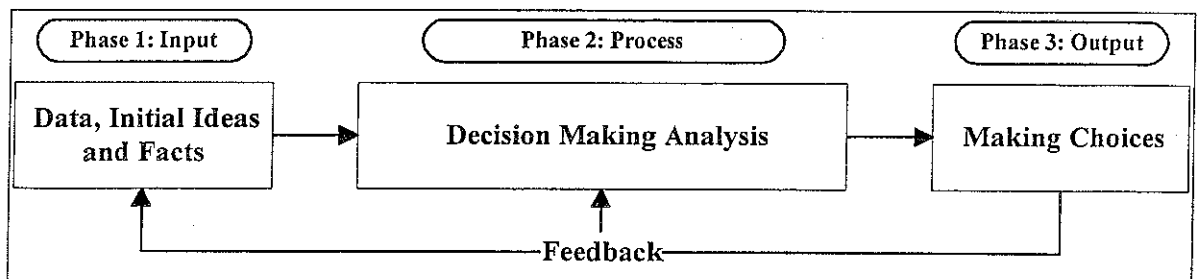 Phase 1: Input
Phase 2: Process
Phase 3: Output
Data, Initial Ideas
and Facts
Decision Making Analysis
Making Choices
Feedback